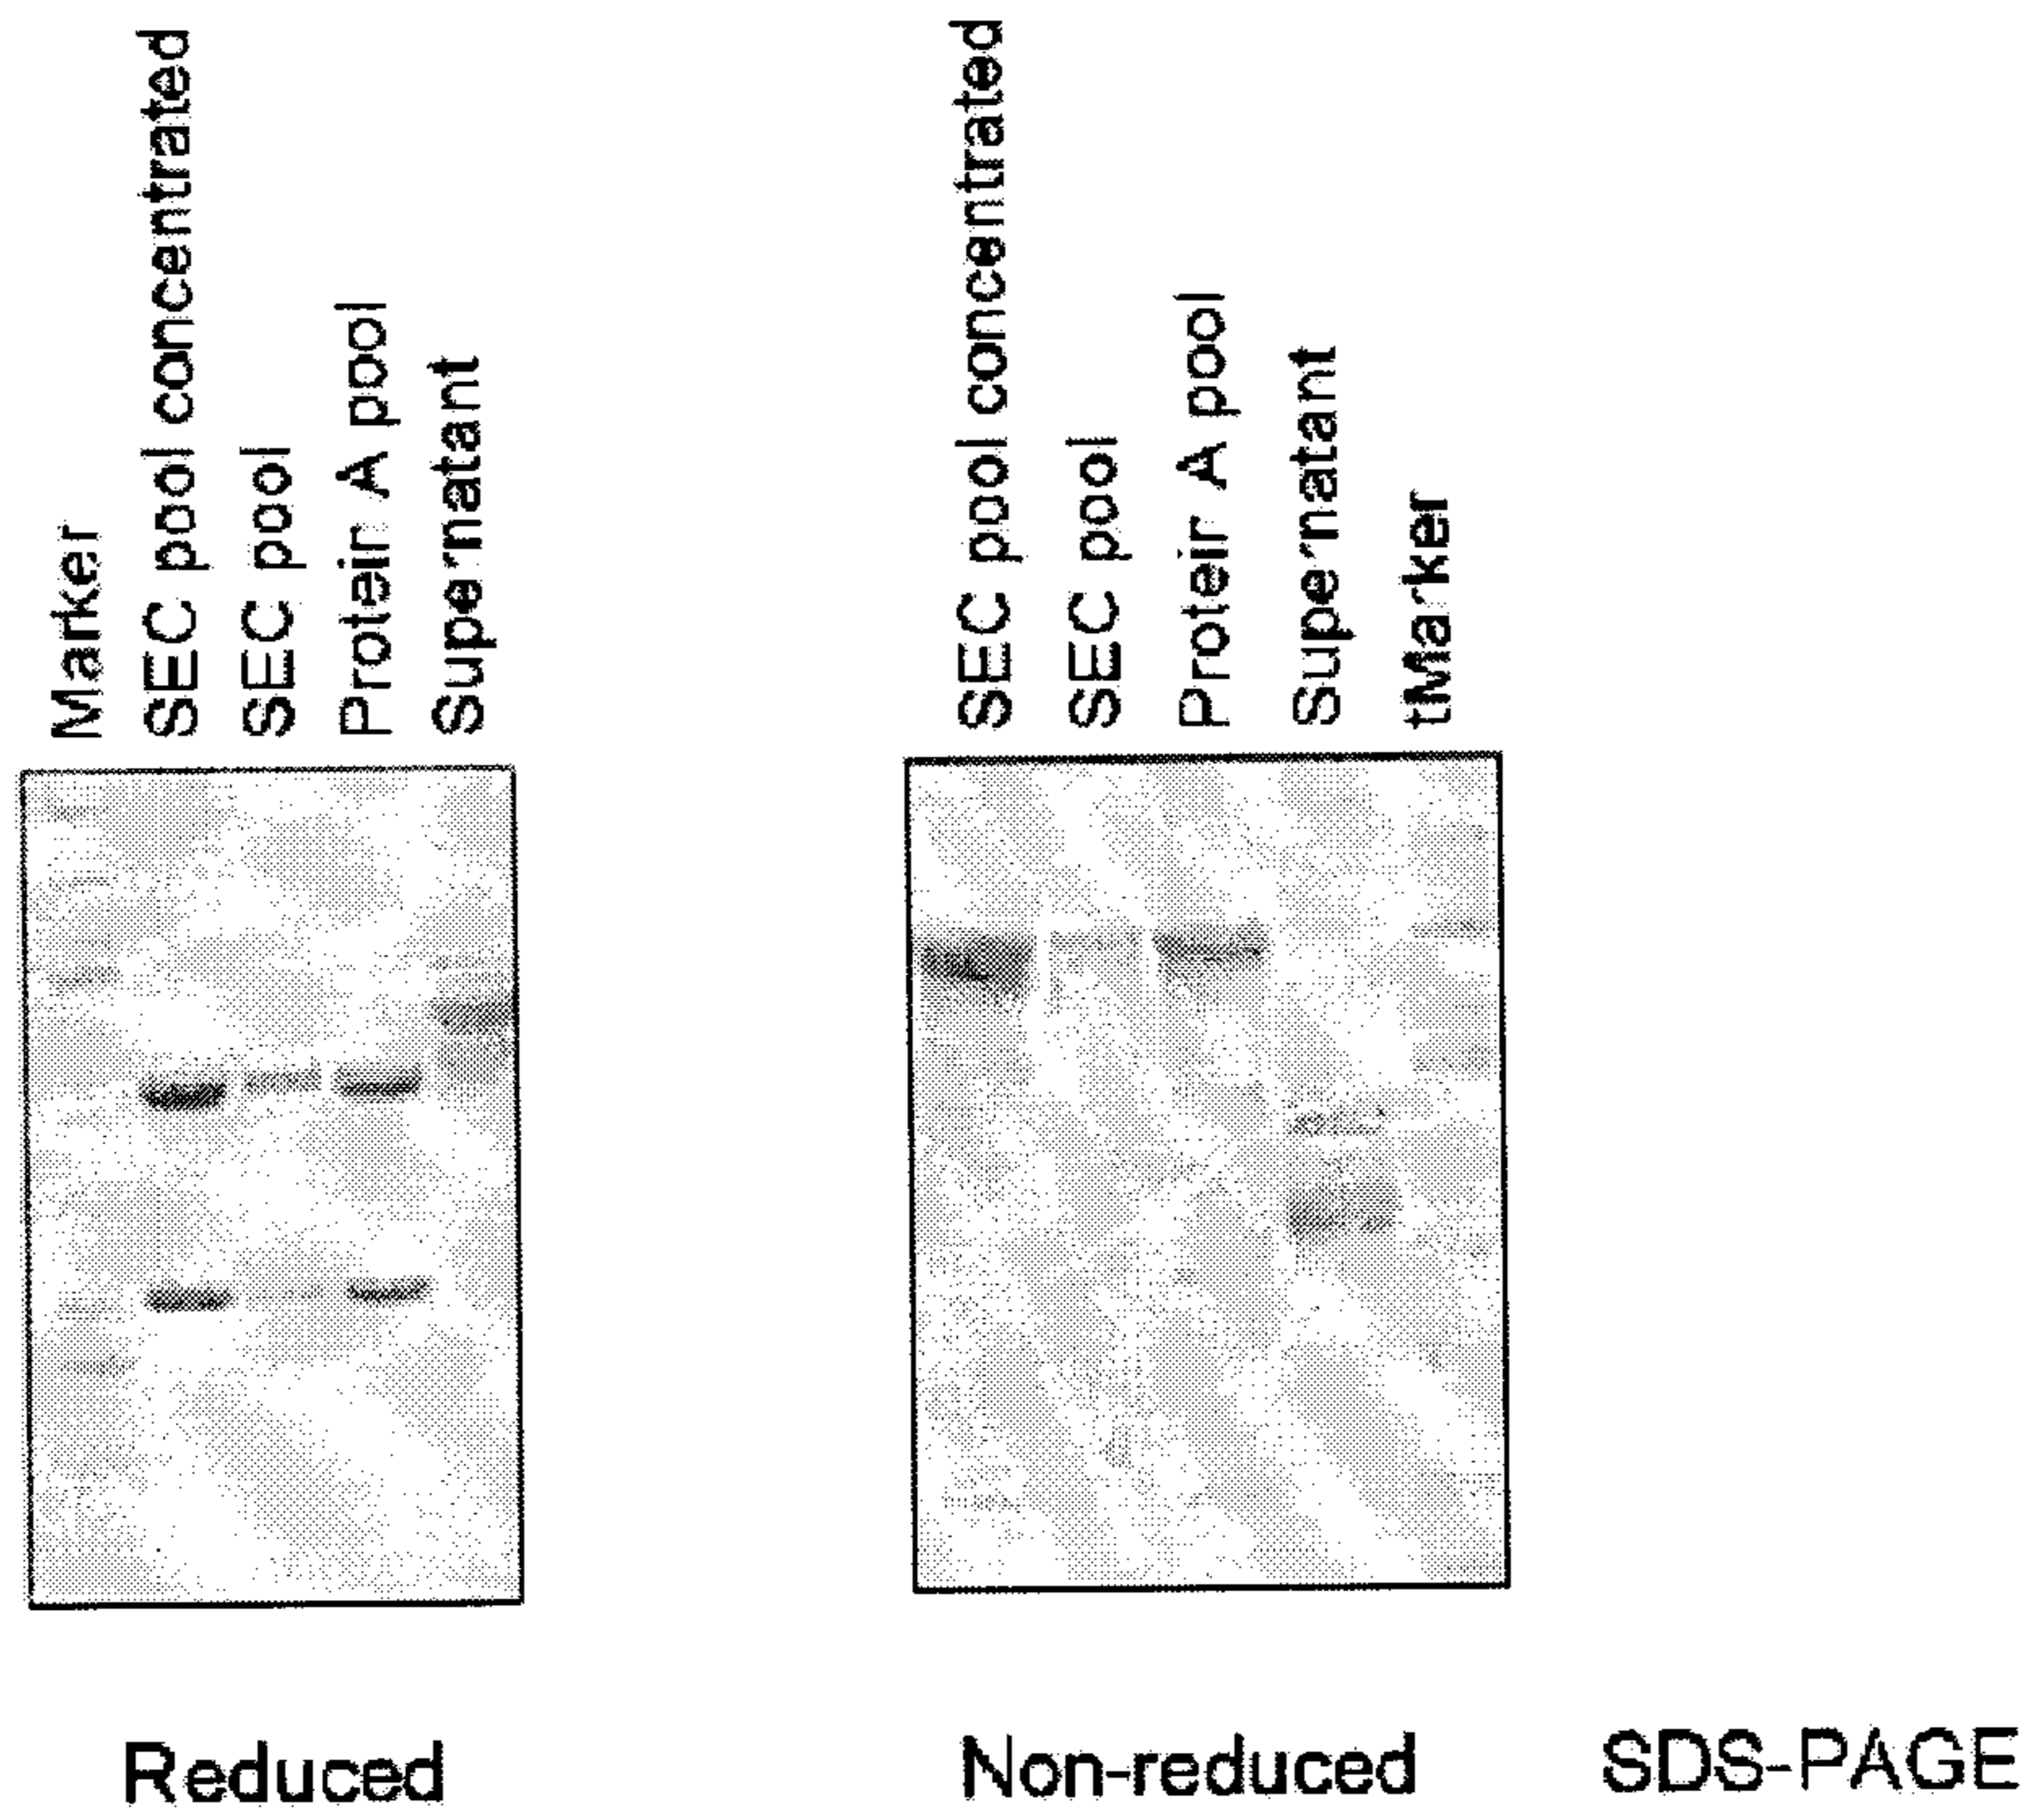 Marker
SEC pool concentrated
SEC pool
Protein A pool
Supernatant
SEC pool concentrated
SEC pool
Protein A pool
Supernatant
tMarker
Reduced
Non-reduced
SDS-PAGE